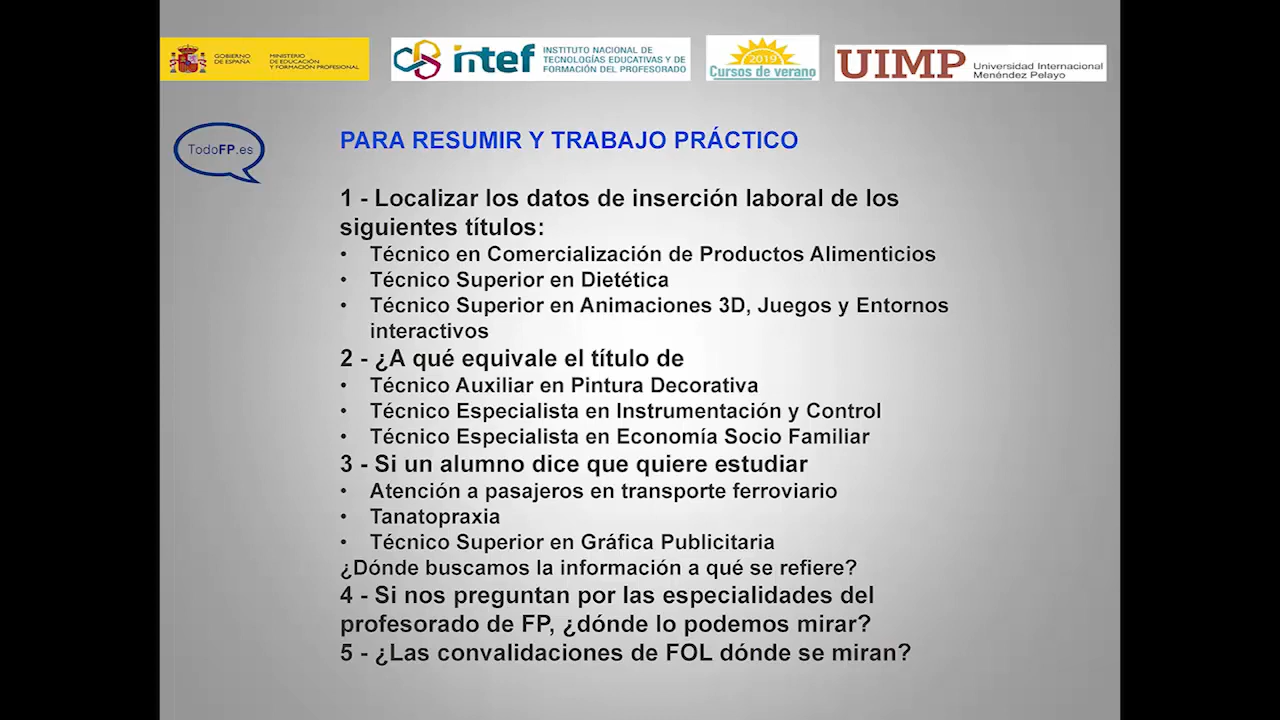 GOBIERNO
DE ESPAÑA
MINISTERIO
DE EDUCACIÓN
Y FORMACIÓN PROFESIONAL
intef
INSTITUTO NACIONAL DE
TECNOLOGÍAS EDUCATIVAS Y DE
FORMACIÓN DEL PROFESORADO
2019
Cursos de verano
UIMP
Universidad Internacional
Menéndez Pelayo
TodoFP.es
PARA RESUMIR Y TRABAJO PRÁCTICO
1 - Localizar los datos de inserción laboral de los
siguientes títulos:
• Técnico en Comercialización de Productos Alimenticios
• Técnico Superior en Dietética
• Técnico Superior en Animaciones 3D, Juegos y Entornos
interactivos
2 - ¿A qué equivale el título de
• Técnico Auxiliar en Pintura Decorativa
• Técnico Especialista en Instrumentación y Control
• Técnico Especialista en Economía Socio Familiar
3 - Si un alumno dice que quiere estudiar
• Atención a pasajeros en transporte ferroviario
• Tanatopraxia
• Técnico Superior en Gráfica Publicitaria
¿Dónde buscamos la información a qué se refiere?
4 - Si nos preguntan por las especialidades del
profesorado de FP, ¿dónde lo podemos mirar?
5 - ¿Las convalidaciones de FOL dónde se miran?